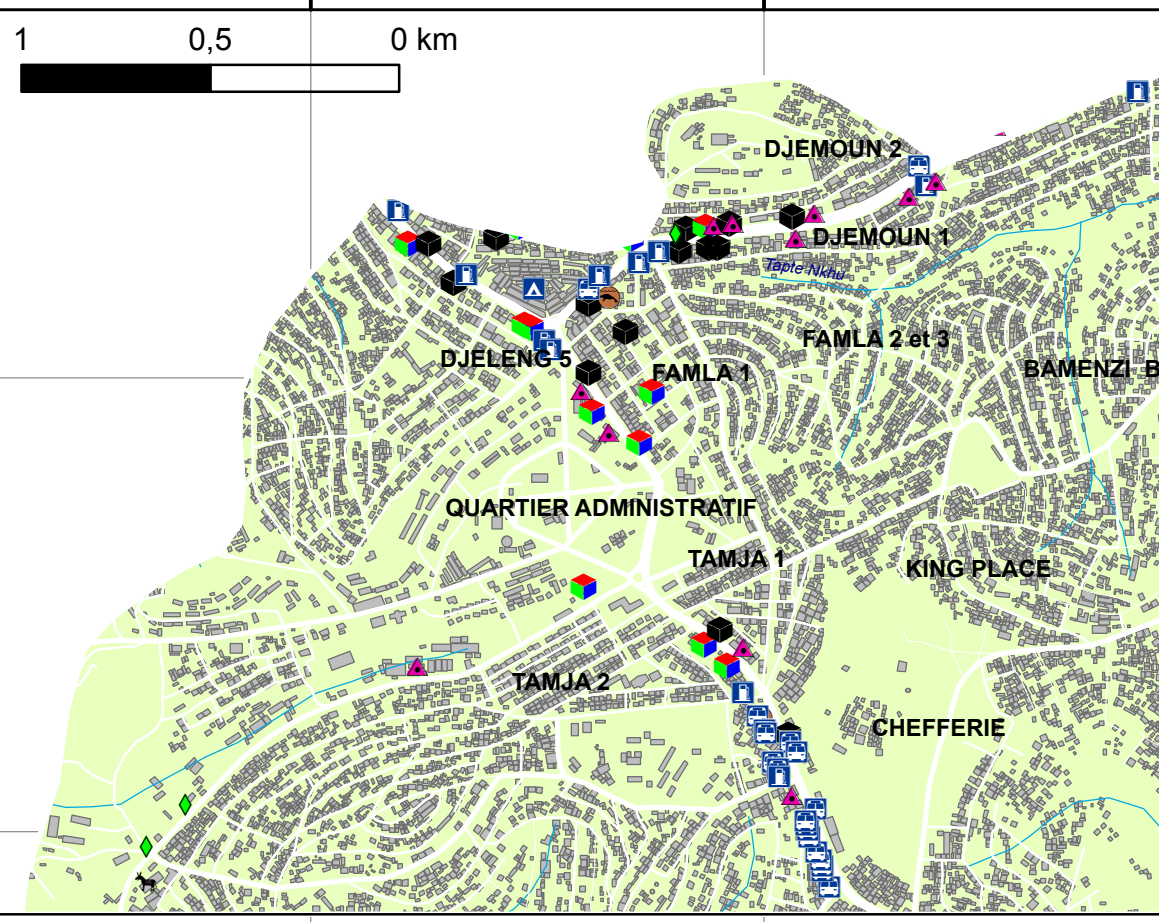 1 0,5 0 km
DJEMOUN 2
DJEMOUN 1
Tapte Nkhu
FAMLA 2 et 3
DJELENG 5
FAMLA 1
BAMENZI B
QUARTIER ADMINISTRATIF
TAMJA 1
KING PLACE
TAMJA 2
CHEFFERIE